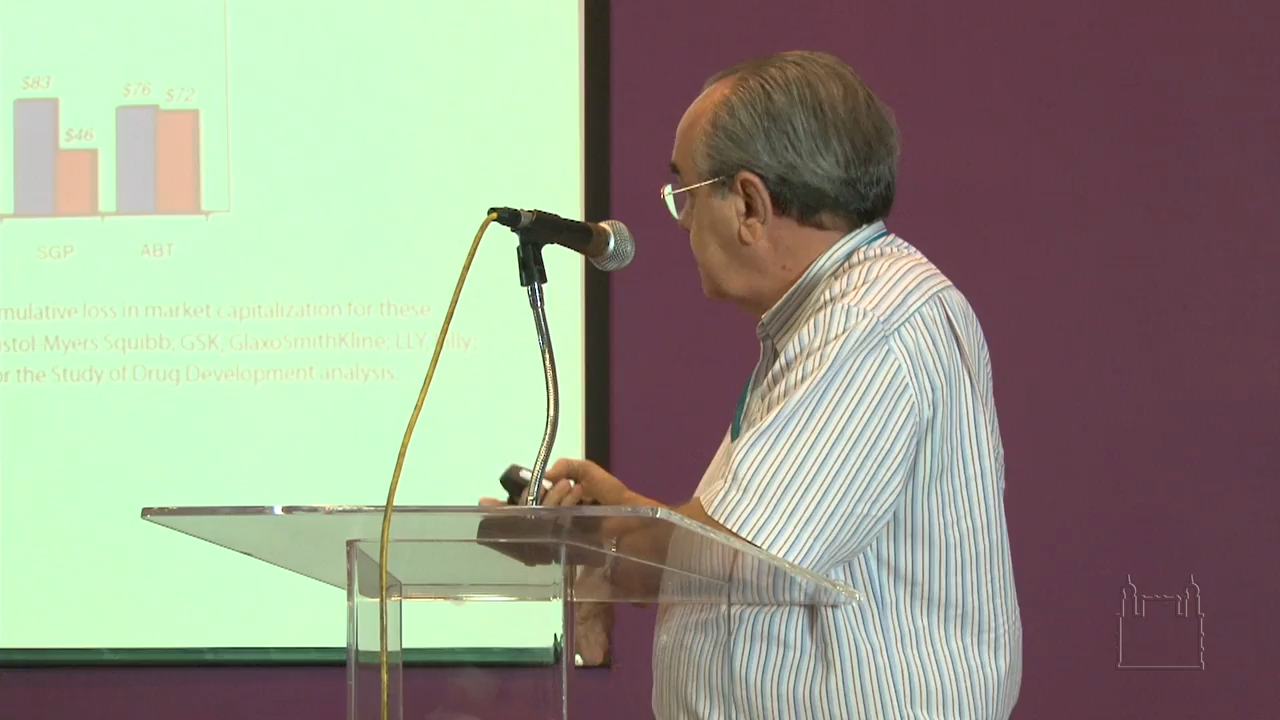 $83
$46
$76
$72
SGP
ABT
mulative loss in market capitalization for these
istol-Myers Squibb; GSK, GlaxoSmithKline; LLY, Lilly;
or the Study of Drug Development analysis.